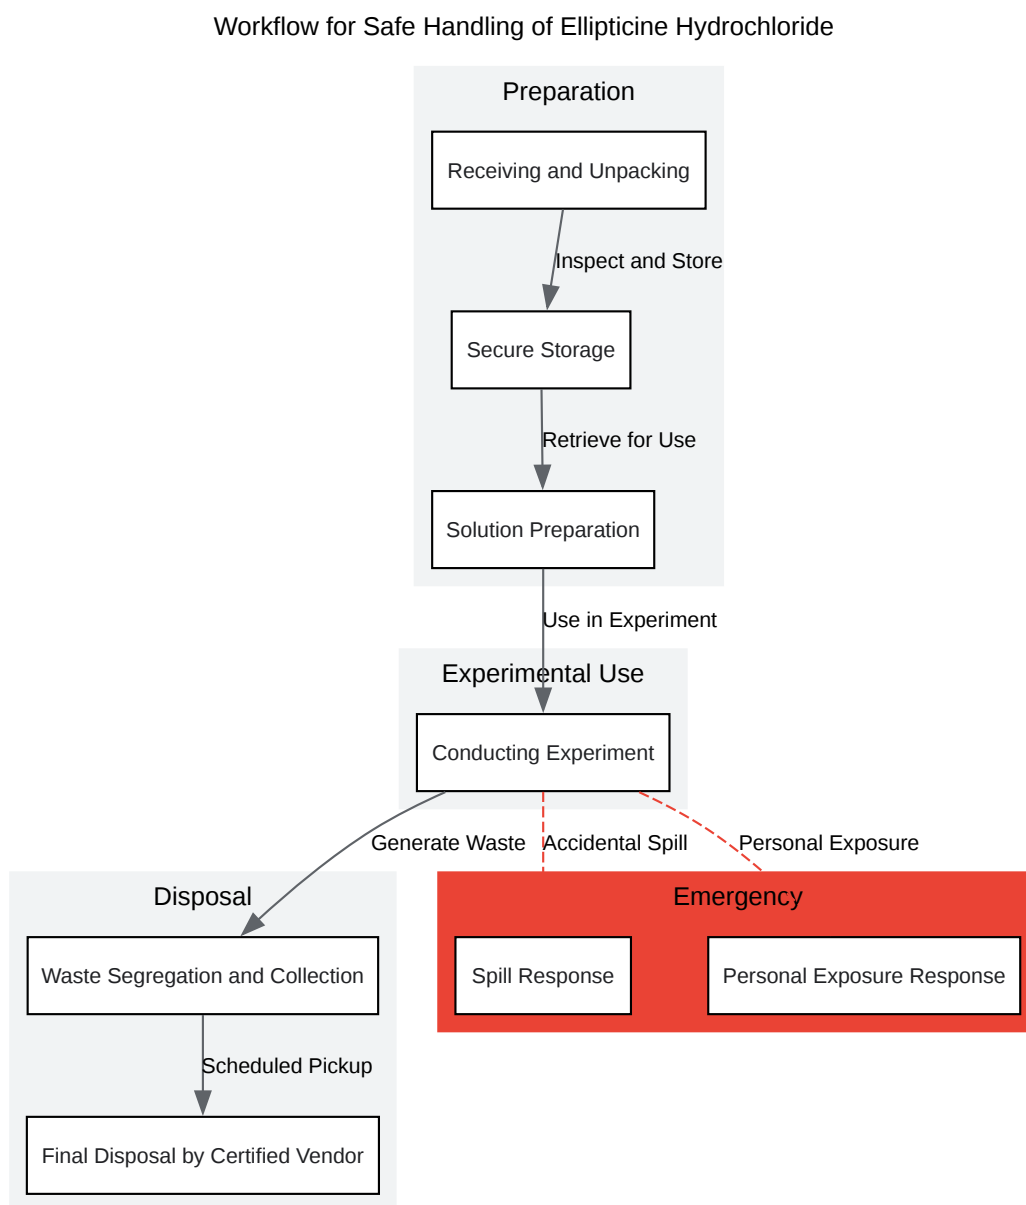 Workflow for Safe Handling of Ellipticine Hydrochloride
Preparation
Receiving and Unpacking
Inspect and Store
Secure Storage
Retrieve for Use
Solution Preparation
Use in Experiment
Experimental Use
Conducting Experiment
Generate Waste
Accidental Spill
Personal Exposure
Disposal
Emergency
Waste Segregation and Collection
Spill Response
Personal Exposure Response
Scheduled Pickup
Final Disposal by Certified Vendor